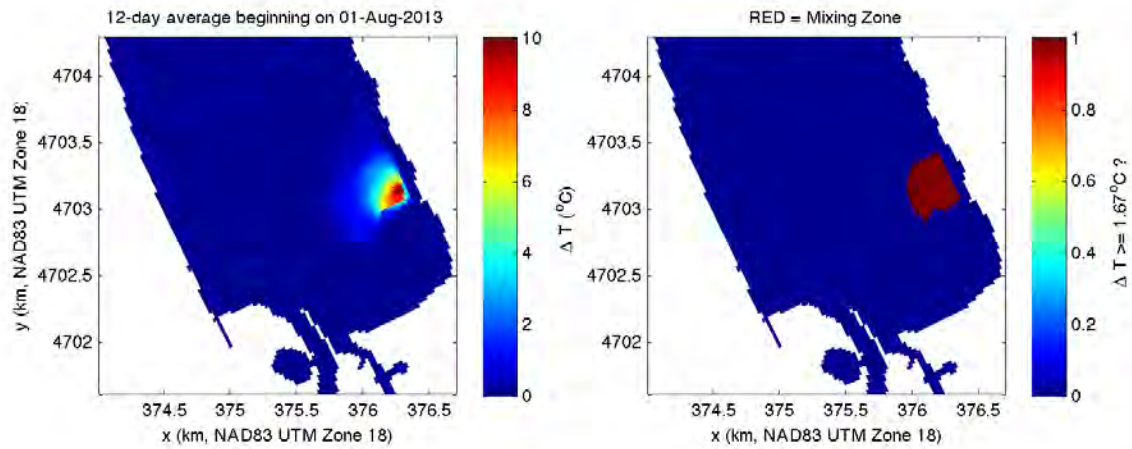 12-day average beginning on 01-Aug-2013
RED = Mixing Zone
y (km, NAD83 UTM Zone 18)
4704
4703.5
4703
4702.5
4702
374.5 375 375.5 376 376.5
x (km, NAD83 UTM Zone 18)
10
8
6
4
2
0
Δ T (°C)
4704
4703.5
4703
4702.5
4702
374.5 375 375.5 376 376.5
x (km, NAD83 UTM Zone 18)
1
0.8
0.6
0.4
0.2
0
Δ T >= 1.67°C ?